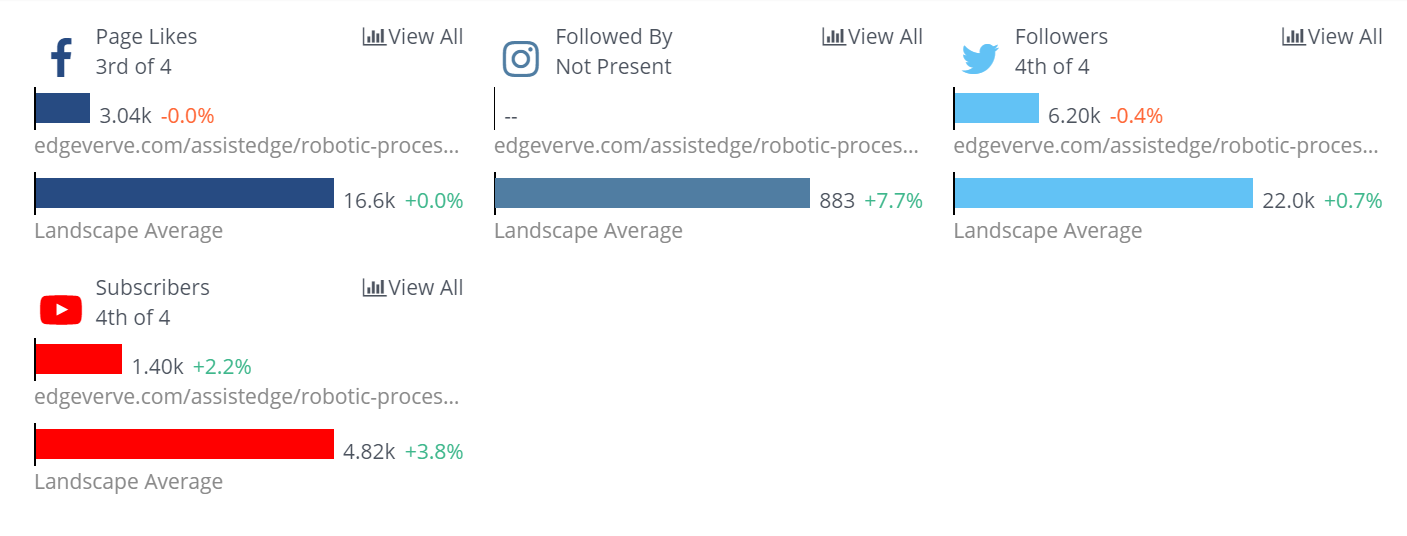 Page Likes
View All
3rd of 4
3.04k -0.0%
edgeverve.com/assistedge/robotic-proces...
16.6k +0.0%
Landscape Average
Followed By
View All
Not Present
--
edgeverve.com/assistedge/robotic-proces...
883 +7.7%
Landscape Average
Followers
View All
4th of 4
6.20k -0.4%
edgeverve.com/assistedge/robotic-proces...
22.0k +0.7%
Landscape Average
Subscribers
View All
4th of 4
1.40k +2.2%
edgeverve.com/assistedge/robotic-proces...
4.82k +3.8%
Landscape Average